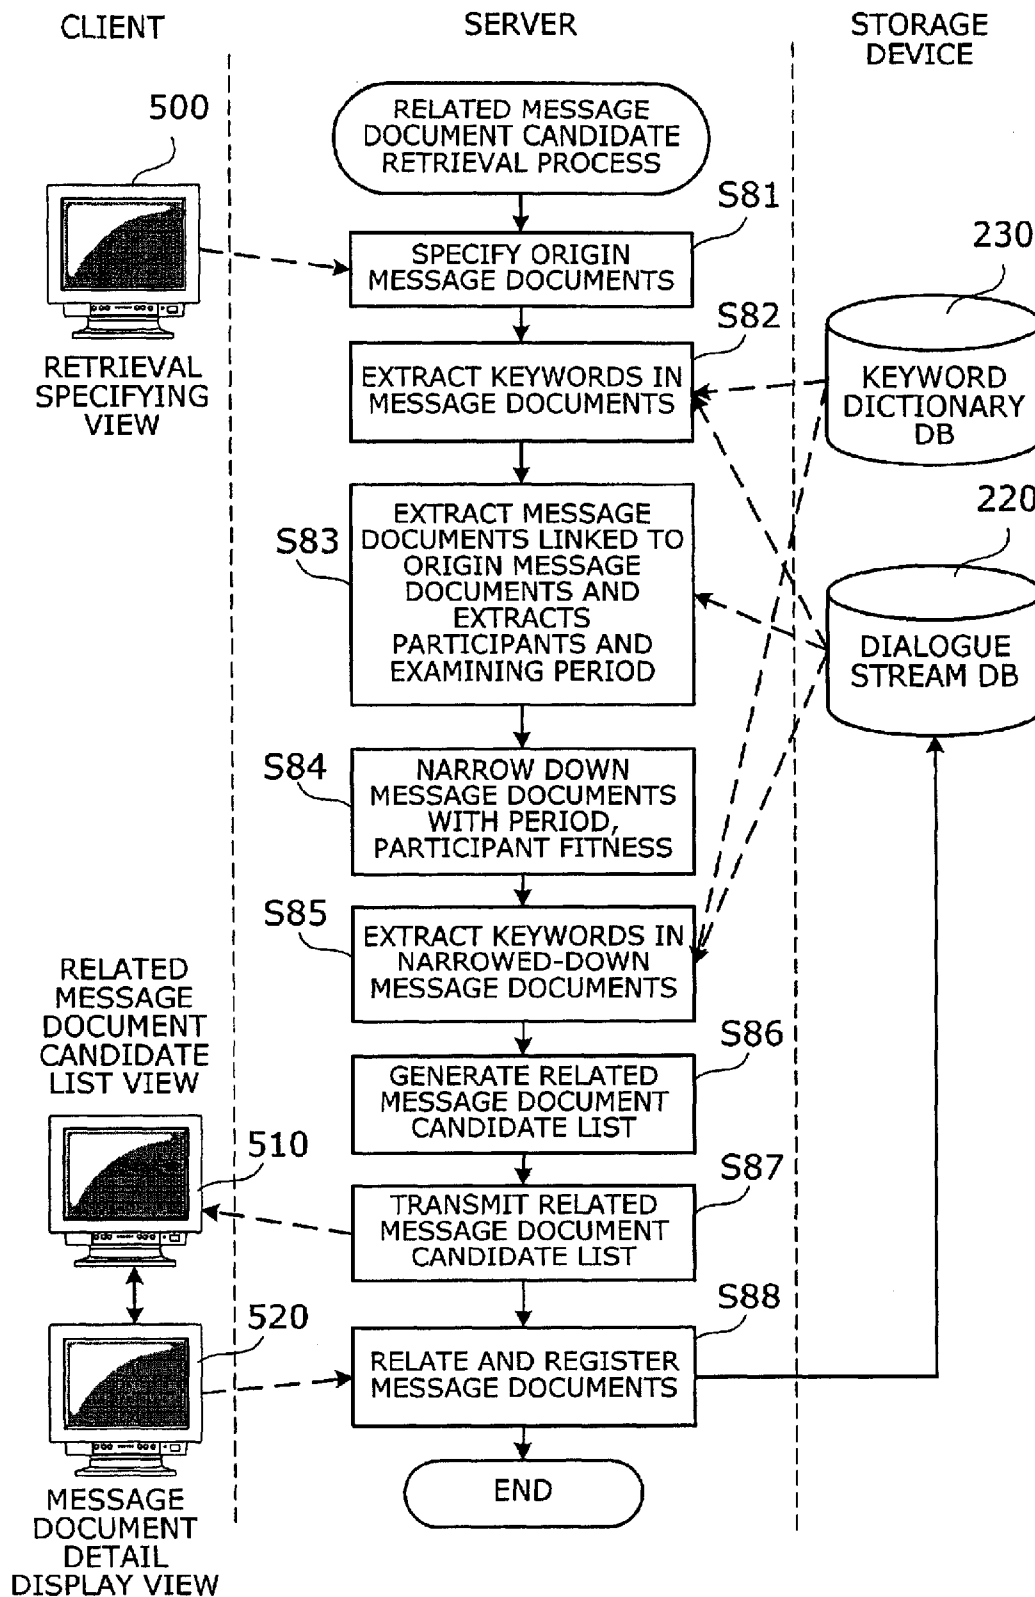 CLIENT
SERVER
STORAGE
DEVICE
500
RELATED MESSAGE
DOCUMENT CANDIDATE
RETRIEVAL PROCESS
S81
SPECIFY ORIGIN
MESSAGE DOCUMENTS
230
S82
RETRIEVAL
SPECIFYING
VIEW
EXTRACT KEYWORDS IN
MESSAGE DOCUMENTS
KEYWORD
DICTIONARY
DB
220
S83
EXTRACT MESSAGE
DOCUMENTS LINKED TO
ORIGIN MESSAGE
DOCUMENTS AND
EXTRACTS
PARTICIPANTS AND
EXAMINING PERIOD
DIALOGUE
STREAM DB
S84
NARROW DOWN
MESSAGE DOCUMENTS
WITH PERIOD,
PARTICIPANT FITNESS
S85
EXTRACT KEYWORDS IN
NARROWED-DOWN
MESSAGE DOCUMENTS
RELATED
MESSAGE
DOCUMENT
CANDIDATE
LIST VIEW
S86
GENERATE RELATED
MESSAGE DOCUMENT
CANDIDATE LIST
510
S87
TRANSMIT RELATED
MESSAGE DOCUMENT
CANDIDATE LIST
520
S88
RELATE AND REGISTER
MESSAGE DOCUMENTS
END
MESSAGE
DOCUMENT
DETAIL
DISPLAY VIEW